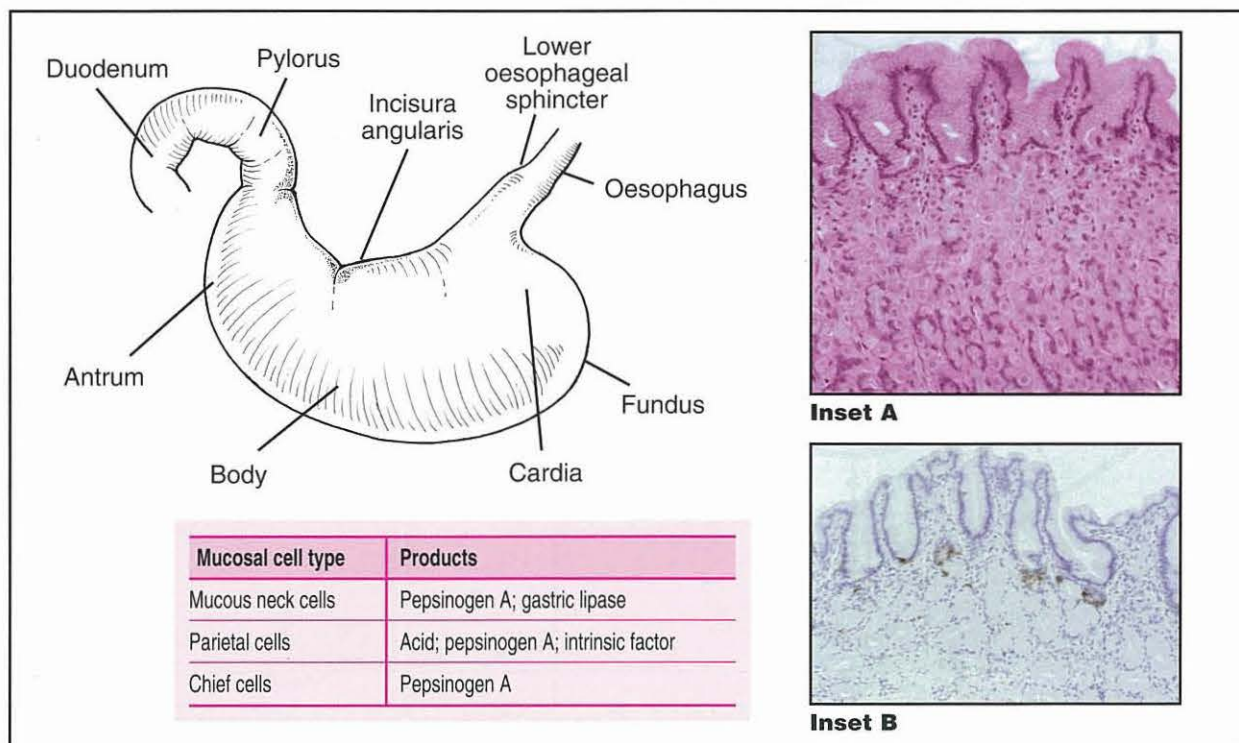 Duodenum
Pylorus
Incisura
angularis
Lower
oesophageal
sphincter
Oesophagus
Antrum
Body
Cardia
Fundus
Inset A
Mucosal cell type Products
Mucous neck cells Pepsinogen A; gastric lipase
Parietal cells Acid; pepsinogen A; intrinsic factor
Chief cells Pepsinogen A
Inset B